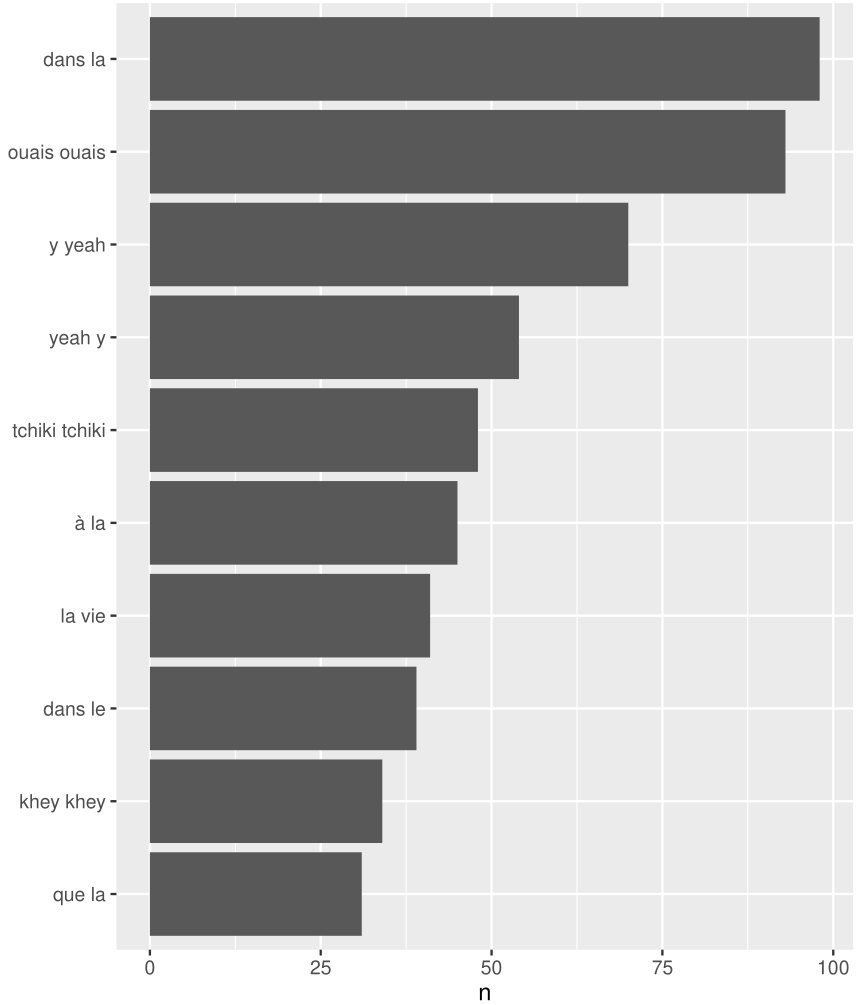 dans la
ouais ouais
y yeah
yeah y
tchiki tchiki
à la
la vie
dans le
khey khey
que la
0 25 50 75 100
n